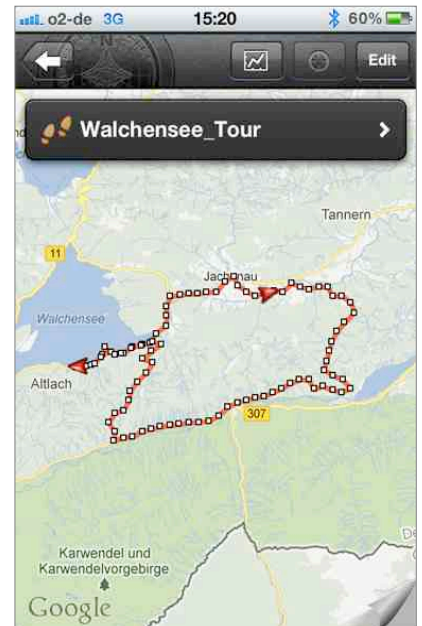 o2-de 3G 15:20 60%
N
Edit
Walchensee_Tour
Tannern
11
Jachenau
Walchensee
Altlach
307
Karwendel und
Karwendelvorgebirge
Google